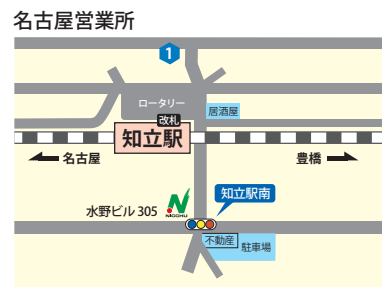 名古屋営業所
1
ロータリー
居酒屋
改札
知立駅
名古屋
豊橋
知立駅南
水野ビル 305
NICCHU
不動産
駐車場